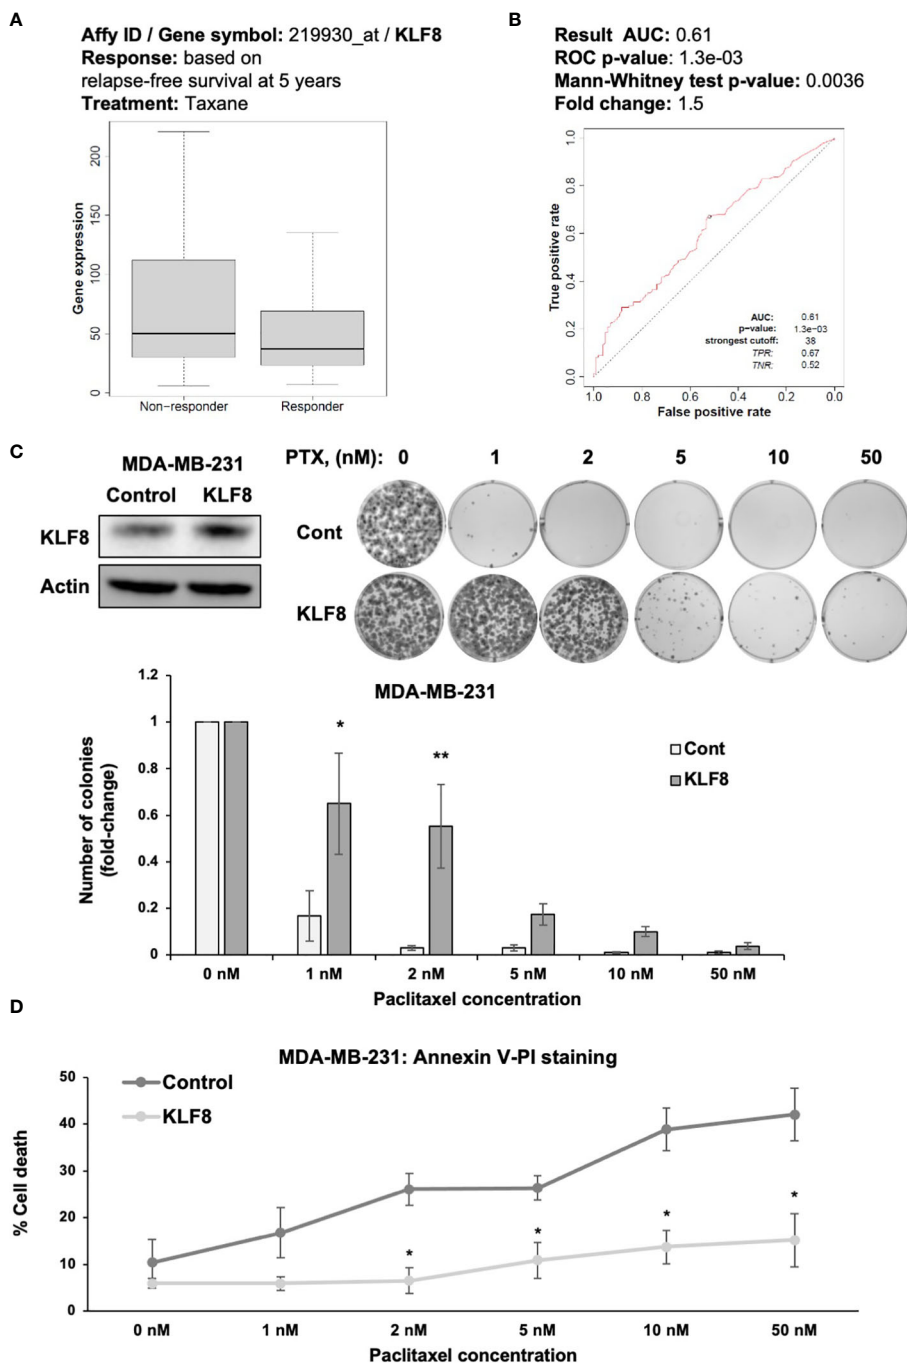 A
Affy ID / Gene symbol: 219930_at / KLF8
Response: based on
relapse-free survival at 5 years
Treatment: Taxane
Gene expression
200
150
100
50
0
Non-responder
Responder
B
Result AUC: 0.61
ROC p-value: 1.3e-03
Mann-Whitney test p-value: 0.0036
Fold change: 1.5
True positive rate
1.0
0.8
0.6
0.4
0.2
0.0
AUC: 0.61
p-value: 1.3e-03
strongest cutoff: 38
TPR: 0.67
TNR: 0.52
1.0 0.8 0.6 0.4 0.2 0.0
False positive rate
C
MDA-MB-231
Control KLF8
KLF8
Actin
PTX, (nM): 0 1 2 5 10 50
Cont
KLF8
MDA-MB-231
Number of colonies
(fold-change)
1.2
1
0.8
0.6
0.4
0.2
0
*
**
Cont
KLF8
0 nM 1 nM 2 nM 5 nM 10 nM 50 nM
Paclitaxel concentration
D
MDA-MB-231: Annexin V-PI staining
Control
KLF8
% Cell death
50
40
30
20
10
0
* * * *
0 nM 1 nM 2 nM 5 nM 10 nM 50 nM
Paclitaxel concentration